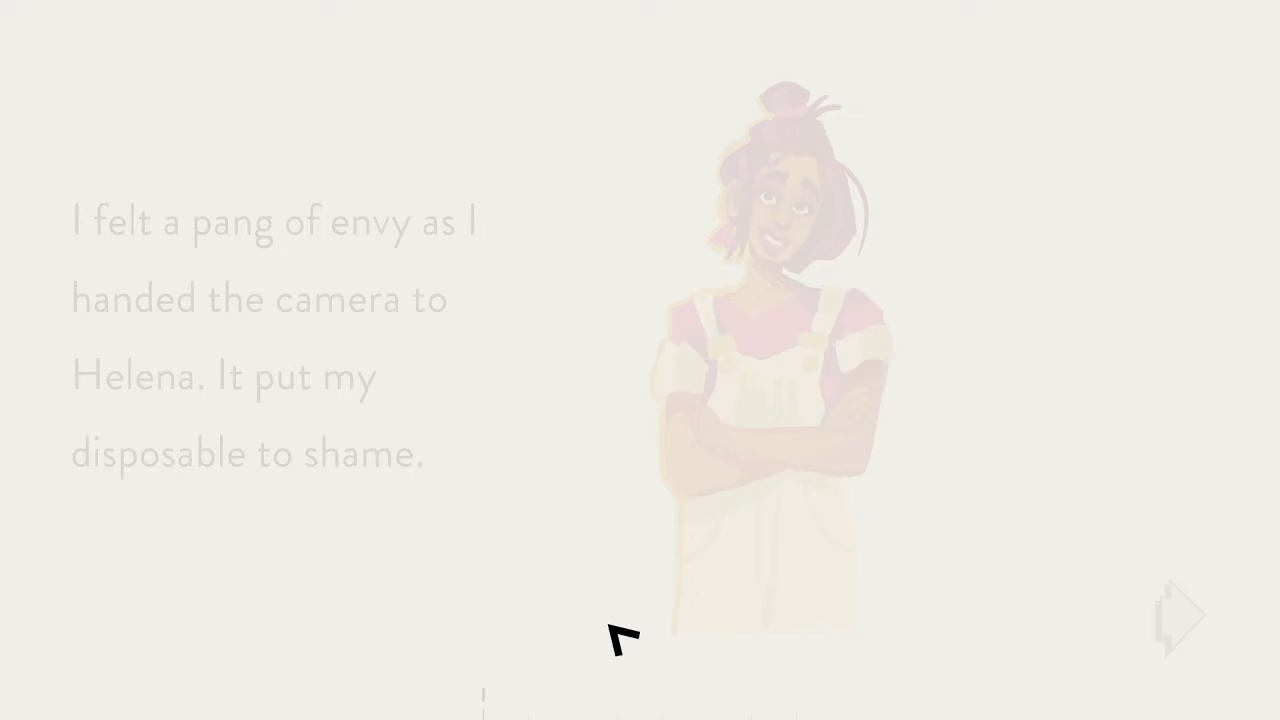 I felt a pang of envy as I
handed the camera to
Helena. It put my
disposable to shame.